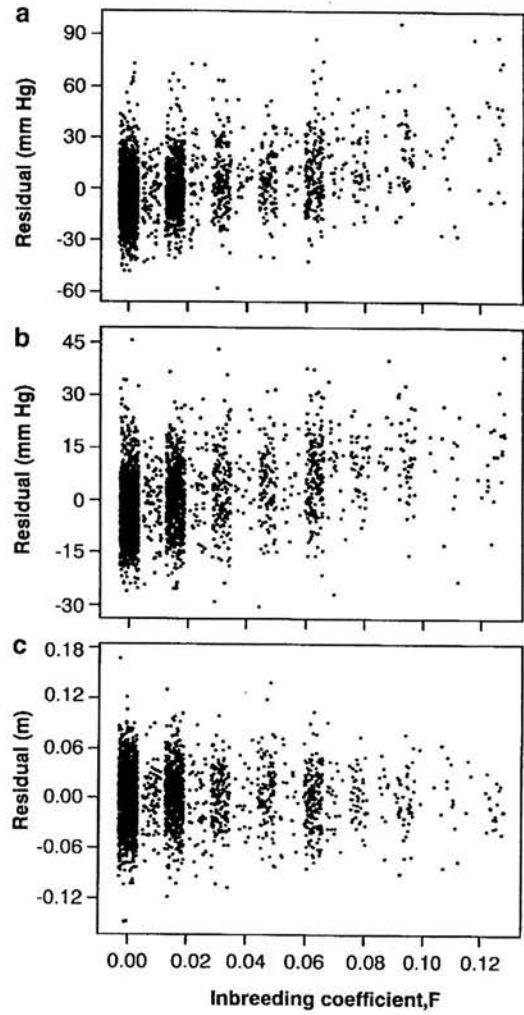 a
Residual (mm Hg)
90
60
30
0
-30
-60
b
Residual (mm Hg)
45
30
15
0
-15
-30
c
Residual (m)
0.18
0.12
0.06
0.00
-0.06
-0.12
0.00 0.02 0.04 0.06 0.08 0.10 0.12
Inbreeding coefficient,F